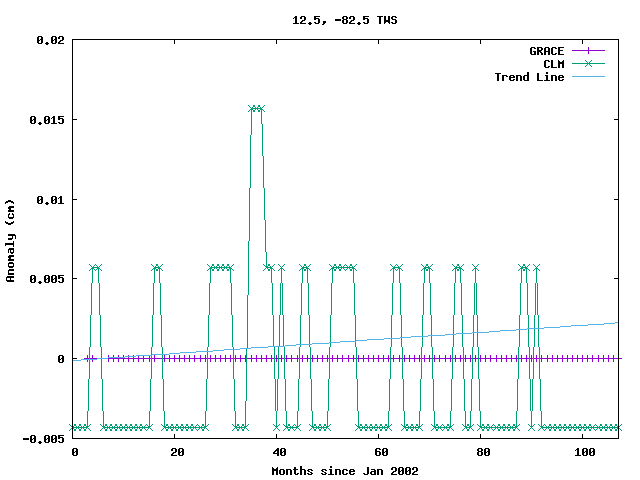 12.5, -82.5 TWS
0.02
0.015
0.01
0.005
0
-0.005
Anomaly (cm)
GRACE
CLM
Trend Line
0 20 40 60 80 100
Months since Jan 2002